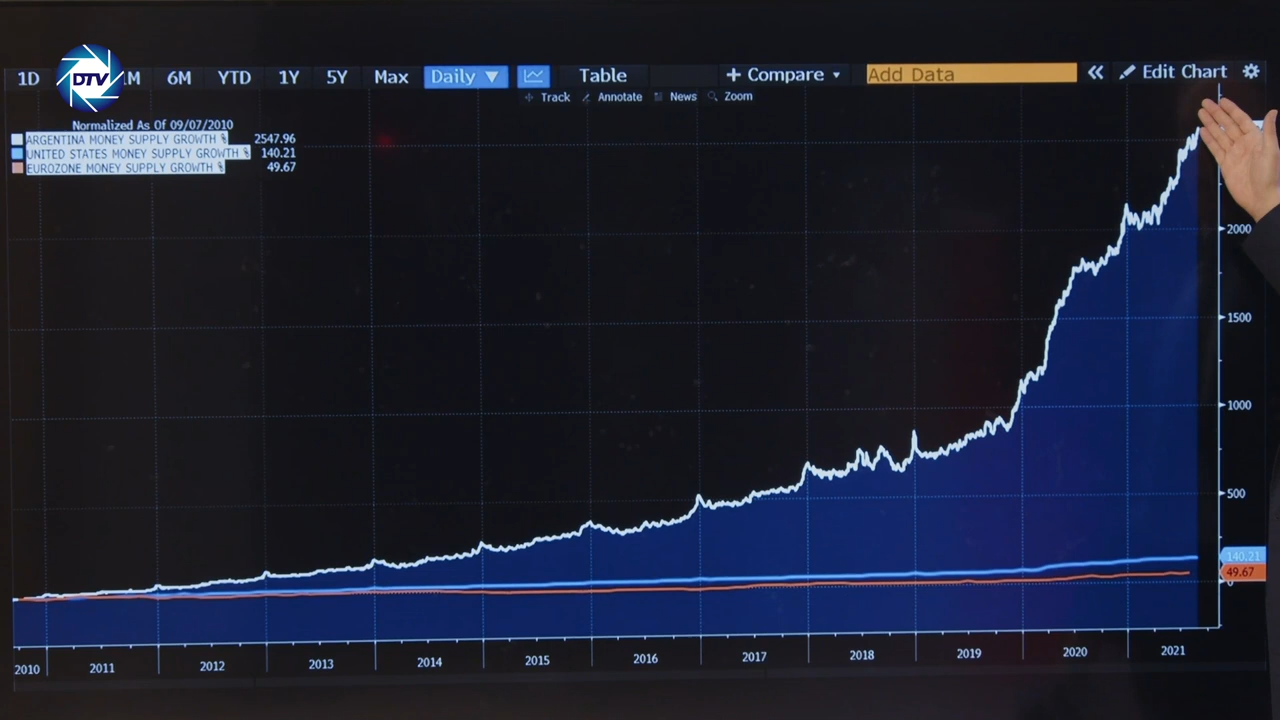 1D 1M 6M YTD 1Y 5Y Max Daily ▼ Table + Compare ▾ Add Data « Edit Chart
DTV
Track Annotate News Zoom
Normalized As Of 09/07/2010
ARGENTINA MONEY SUPPLY GROWTH % 2547.96
UNITED STATES MONEY SUPPLY GROWTH % 140.21
EUROZONE MONEY SUPPLY GROWTH % 49.67
2000
1500
1000
500
140.21
49.67
0
2010 2011 2012 2013 2014 2015 2016 2017 2018 2019 2020 2021